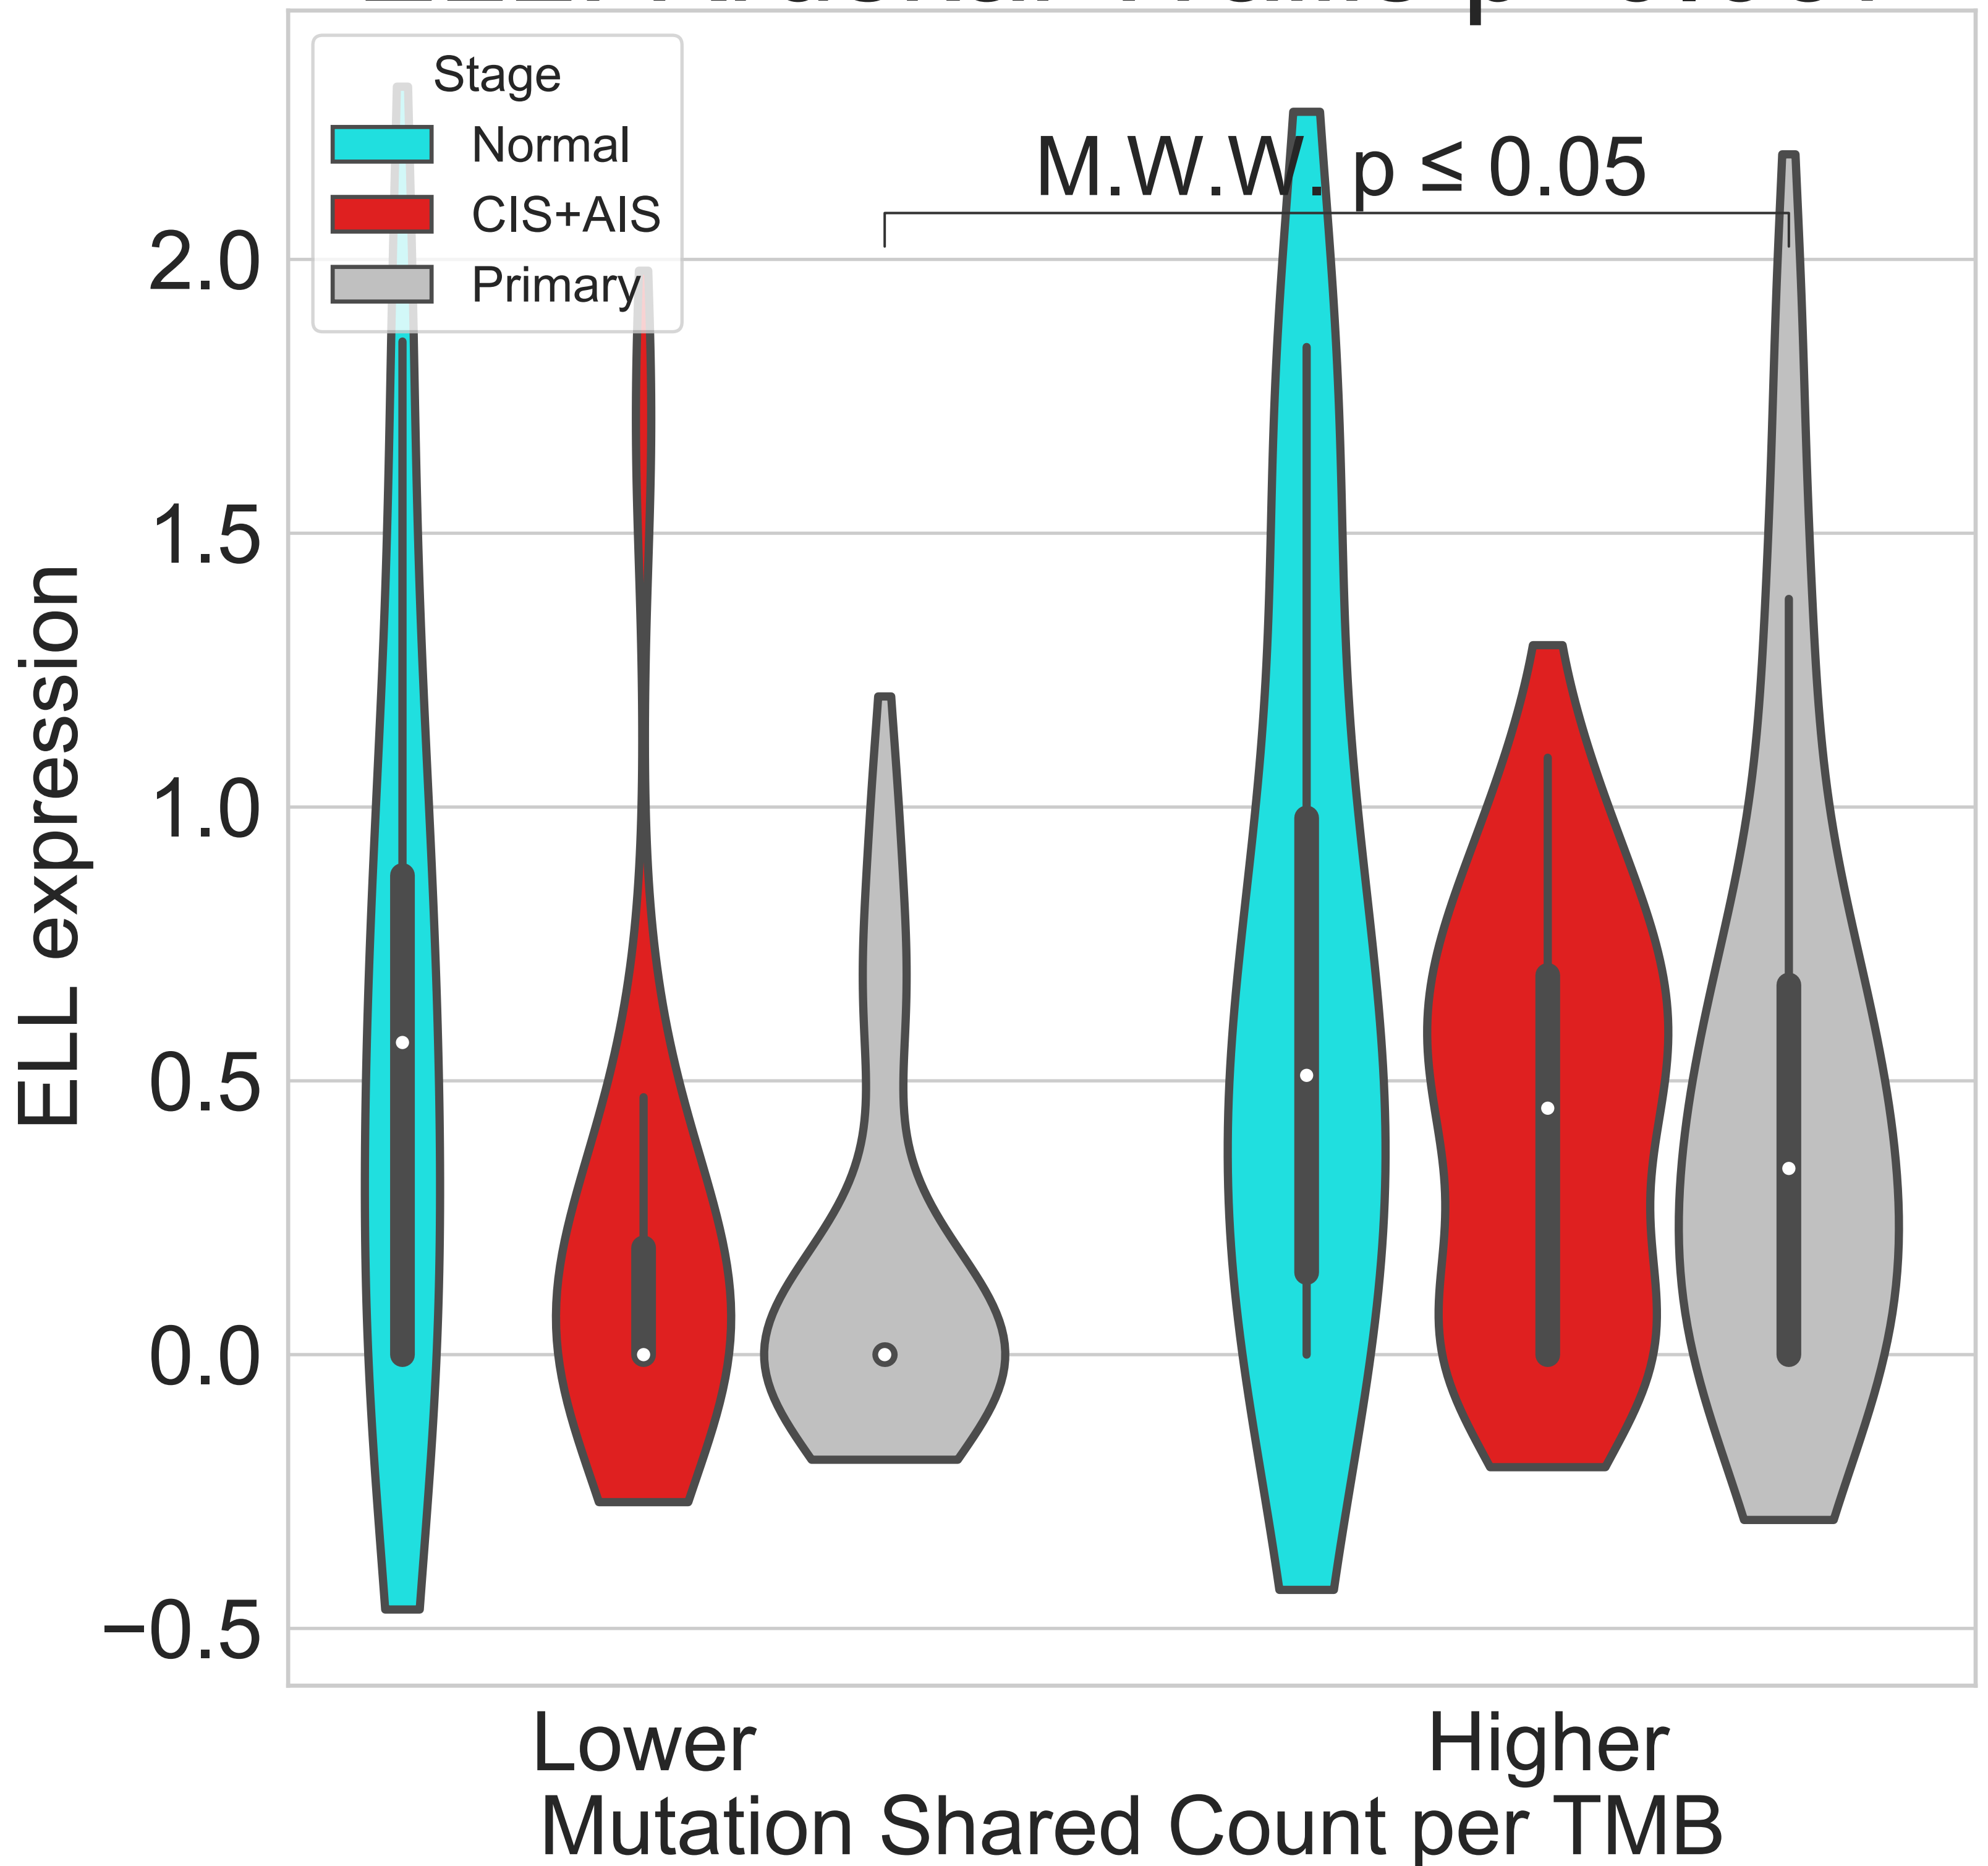 Stage
Normal
CIS+AIS
Primary
M.W.W. p ≤ 0.05
2.0
1.5
1.0
0.5
0.0
−0.5
ELL expression
Lower
Higher
Mutation Shared Count per TMB